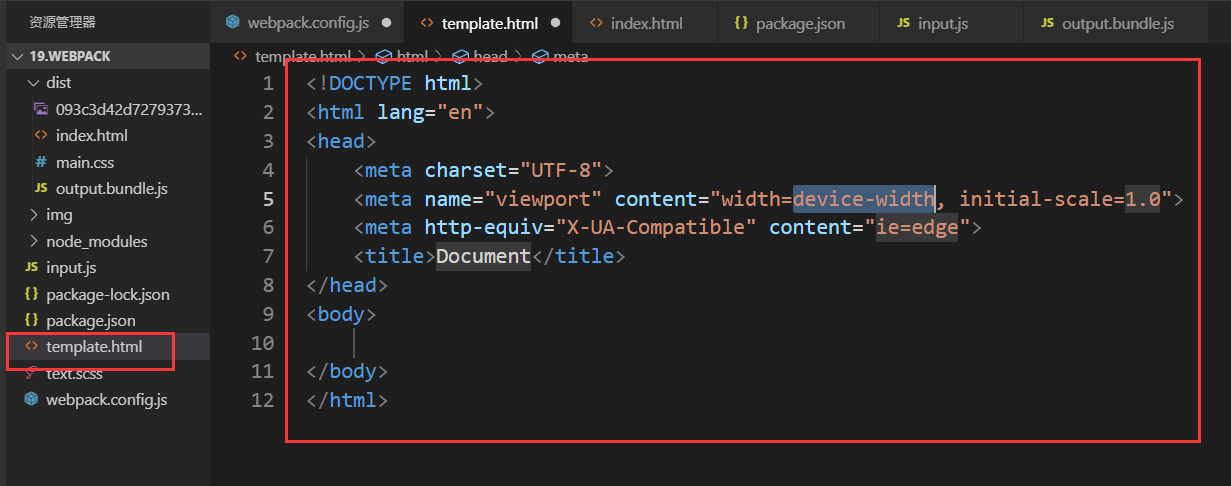 资源管理器
19.WEBPACK
dist
093c3d42d7279373...
index.html
main.css
output.bundle.js
img
node_modules
input.js
package-lock.json
package.json
template.html
text.scss
webpack.config.js
webpack.config.js template.html index.html package.json input.js output.bundle.js
template.html > html > head > meta
1 <!DOCTYPE html>
2 <html lang="en">
3 <head>
4 <meta charset="UTF-8">
5 <meta name="viewport" content="width=device-width, initial-scale=1.0">
6 <meta http-equiv="X-UA-Compatible" content="ie=edge">
7 <title>Document</title>
8 </head>
9 <body>
10
11 </body>
12 </html>